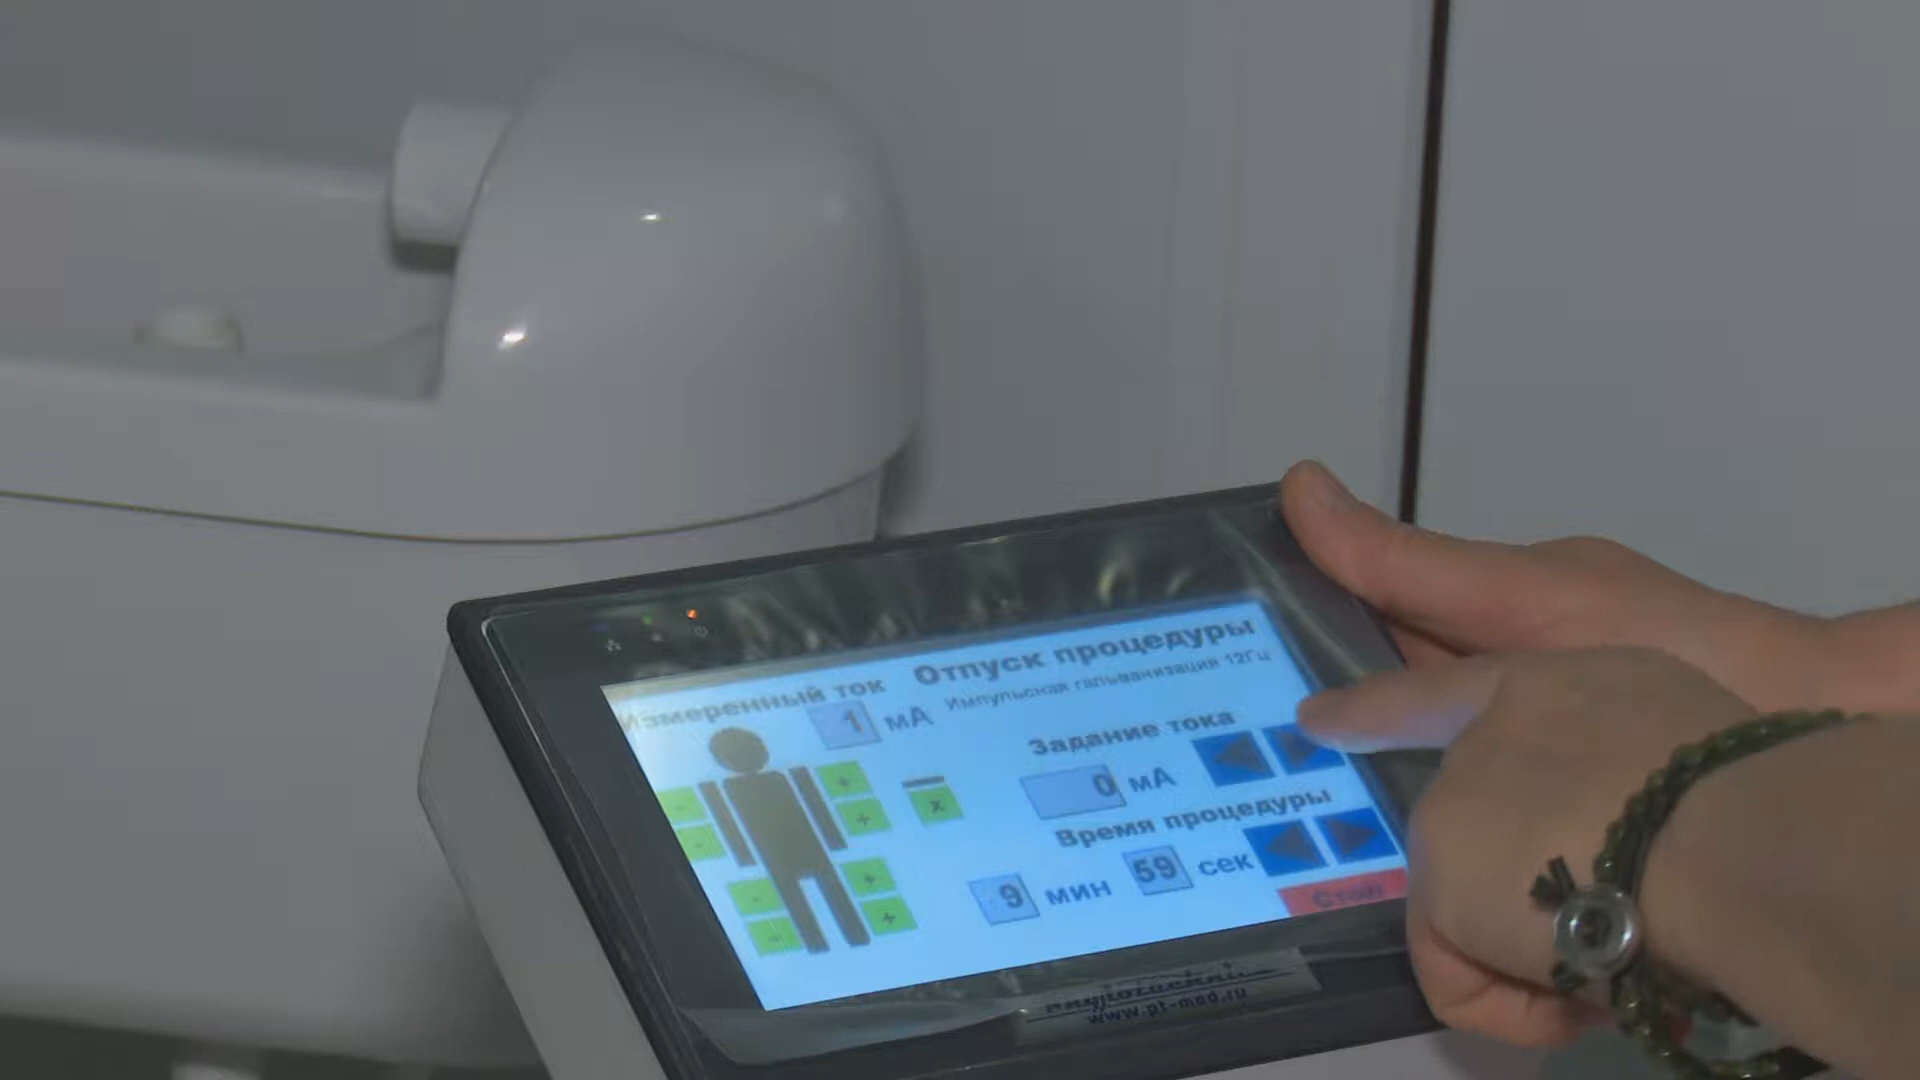 Отпуск процедуры
Импульсная гальванизация 12Гц
Измеренный ток
1 мА
Задание тока
0 мА
Время процедуры
9 мин 59 сек
Стоп
- + x
- +
- +
- +
www.pt-med.ru